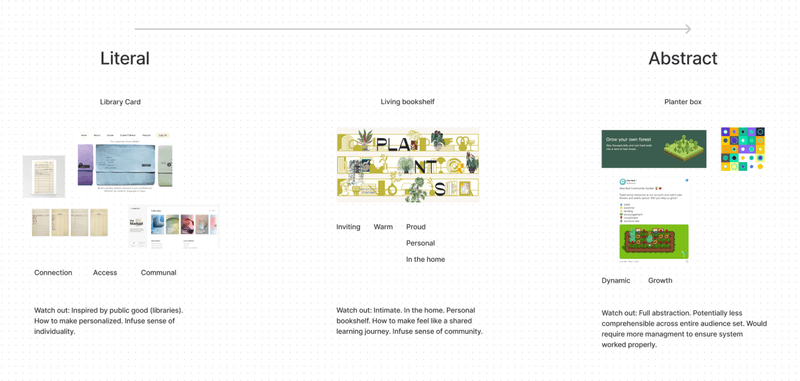 Literal
Abstract
Library Card
Living bookshelf
Planter box
PLA
NT
S
Grow your own forest
Inviting
Warm
Proud
Personal
In the home
Connection
Access
Communal
Dynamic
Growth
Watch out: Inspired by public good (libraries).
How to make personalized. Infuse sense of
individuality.
Watch out: Intimate. In the home. Personal
bookshelf. How to make feel like a shared
learning journey. Infuse sense of community.
Watch out: Full abstraction. Potentially less
comprehensible across entire audience set. Would
require more managment to ensure system
worked properly.